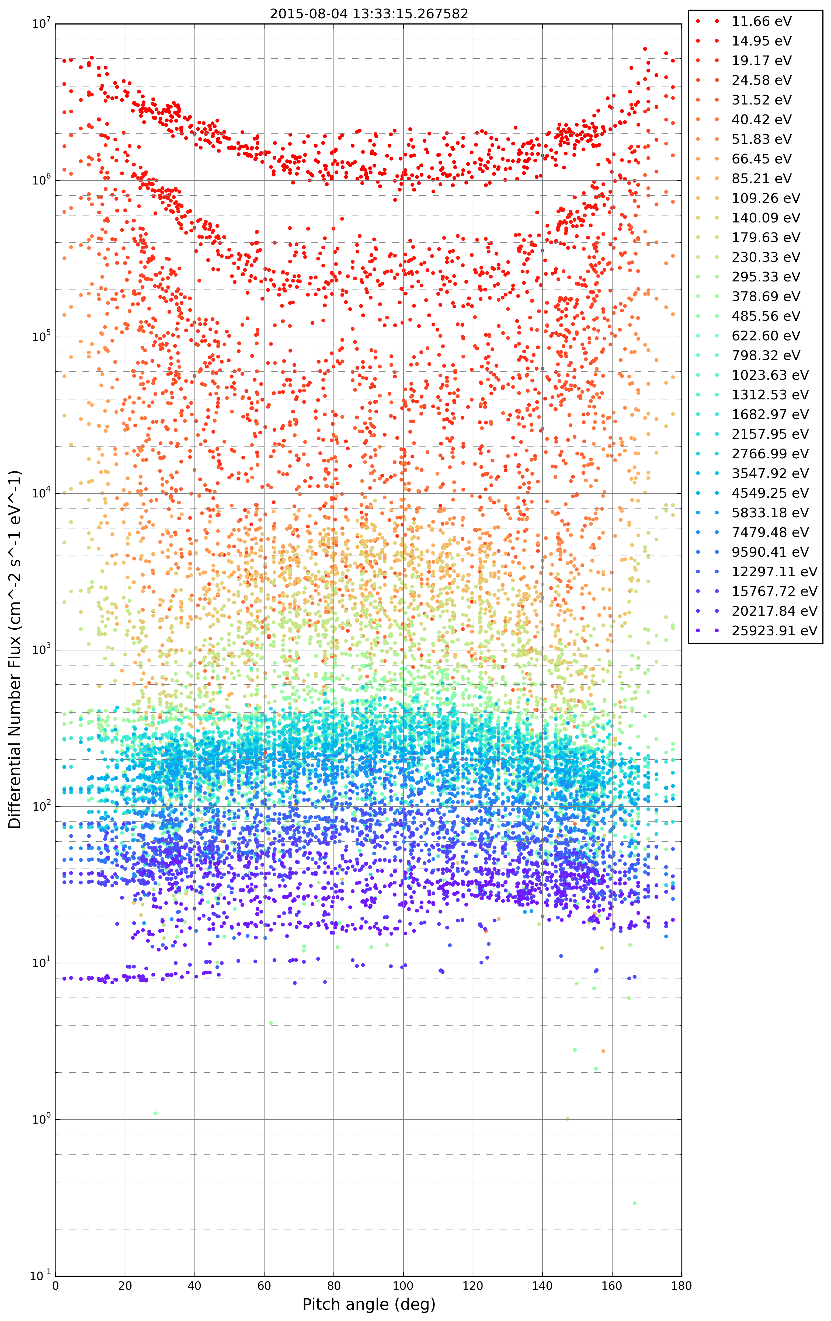 2015-08-04 13:33:15.267582
10^7
10^6
10^5
10^4
10^3
10^2
10^1
10^0
10^-1
Differential Number Flux (cm^-2 s^-1 eV^-1)
0 20 40 60 80 100 120 140 160 180
Pitch angle (deg)
11.66 eV
14.95 eV
19.17 eV
24.58 eV
31.52 eV
40.42 eV
51.83 eV
66.45 eV
85.21 eV
109.26 eV
140.09 eV
179.63 eV
230.33 eV
295.33 eV
378.69 eV
485.56 eV
622.60 eV
798.32 eV
1023.63 eV
1312.53 eV
1682.97 eV
2157.95 eV
2766.99 eV
3547.92 eV
4549.25 eV
5833.18 eV
7479.48 eV
9590.41 eV
12297.11 eV
15767.72 eV
20217.84 eV
25923.91 eV